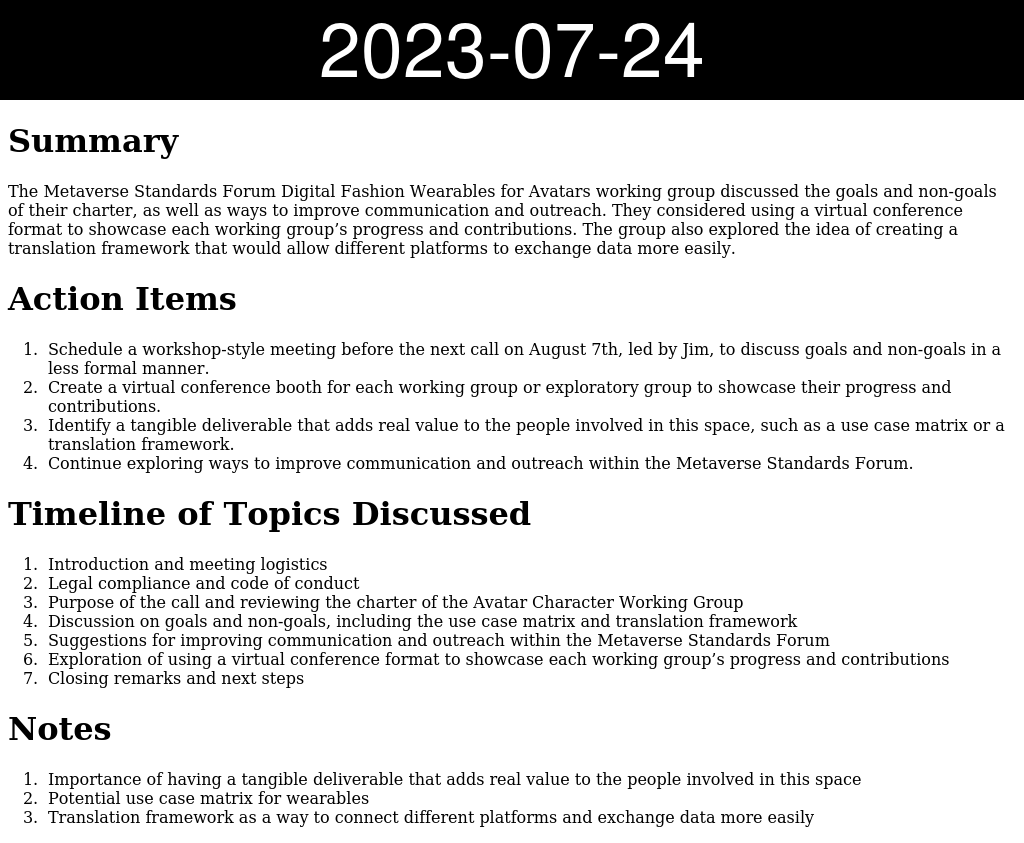 2023-07-24
Summary
The Metaverse Standards Forum Digital Fashion Wearables for Avatars working group discussed the goals and non-goals
of their charter, as well as ways to improve communication and outreach. They considered using a virtual conference
format to showcase each working group’s progress and contributions. The group also explored the idea of creating a
translation framework that would allow different platforms to exchange data more easily.
Action Items
1. Schedule a workshop-style meeting before the next call on August 7th, led by Jim, to discuss goals and non-goals in a
less formal manner.
2. Create a virtual conference booth for each working group or exploratory group to showcase their progress and
contributions.
3. Identify a tangible deliverable that adds real value to the people involved in this space, such as a use case matrix or a
translation framework.
4. Continue exploring ways to improve communication and outreach within the Metaverse Standards Forum.
Timeline of Topics Discussed
1. Introduction and meeting logistics
2. Legal compliance and code of conduct
3. Purpose of the call and reviewing the charter of the Avatar Character Working Group
4. Discussion on goals and non-goals, including the use case matrix and translation framework
5. Suggestions for improving communication and outreach within the Metaverse Standards Forum
6. Exploration of using a virtual conference format to showcase each working group’s progress and contributions
7. Closing remarks and next steps
Notes
1. Importance of having a tangible deliverable that adds real value to the people involved in this space
2. Potential use case matrix for wearables
3. Translation framework as a way to connect different platforms and exchange data more easily